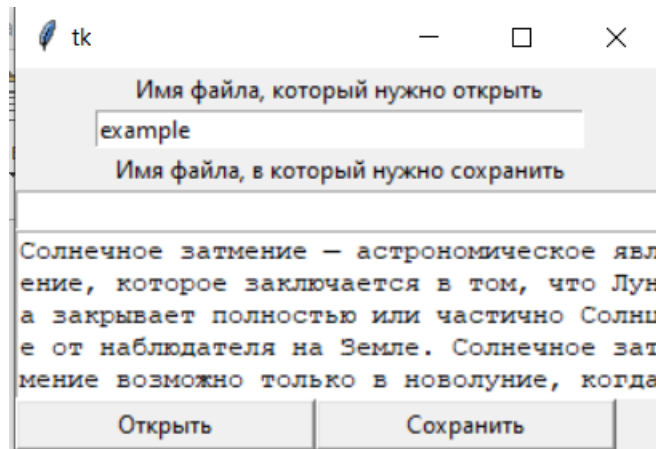 tk
Имя файла, который нужно открыть
example
Имя файла, в который нужно сохранить
Солнечное затмение — астрономическое явл
ение, которое заключается в том, что Лун
а закрывает полностью или частично Солнц
е от наблюдателя на Земле. Солнечное зат
мение возможно только в новолуние, когда
Открыть Сохранить